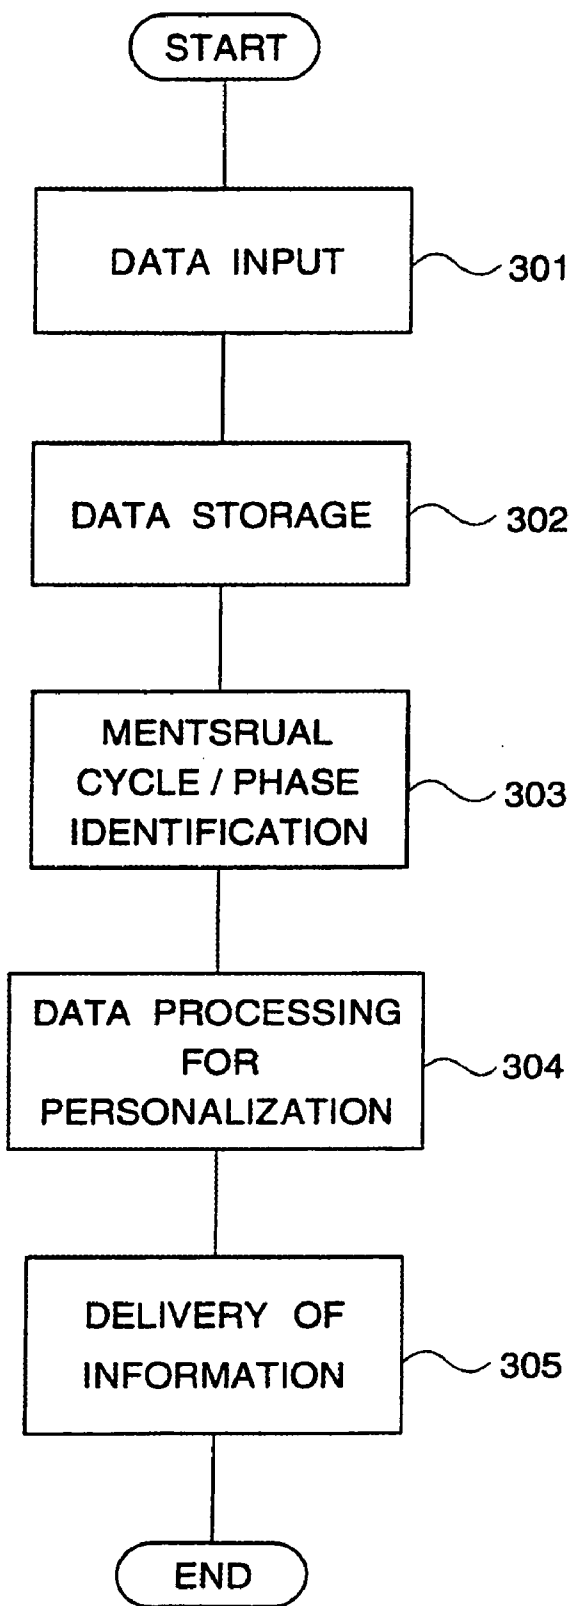 START
DATA INPUT
301
DATA STORAGE
302
MENTSRUAL
CYCLE / PHASE
IDENTIFICATION
303
DATA PROCESSING
FOR
PERSONALIZATION
304
DELIVERY OF
INFORMATION
305
END